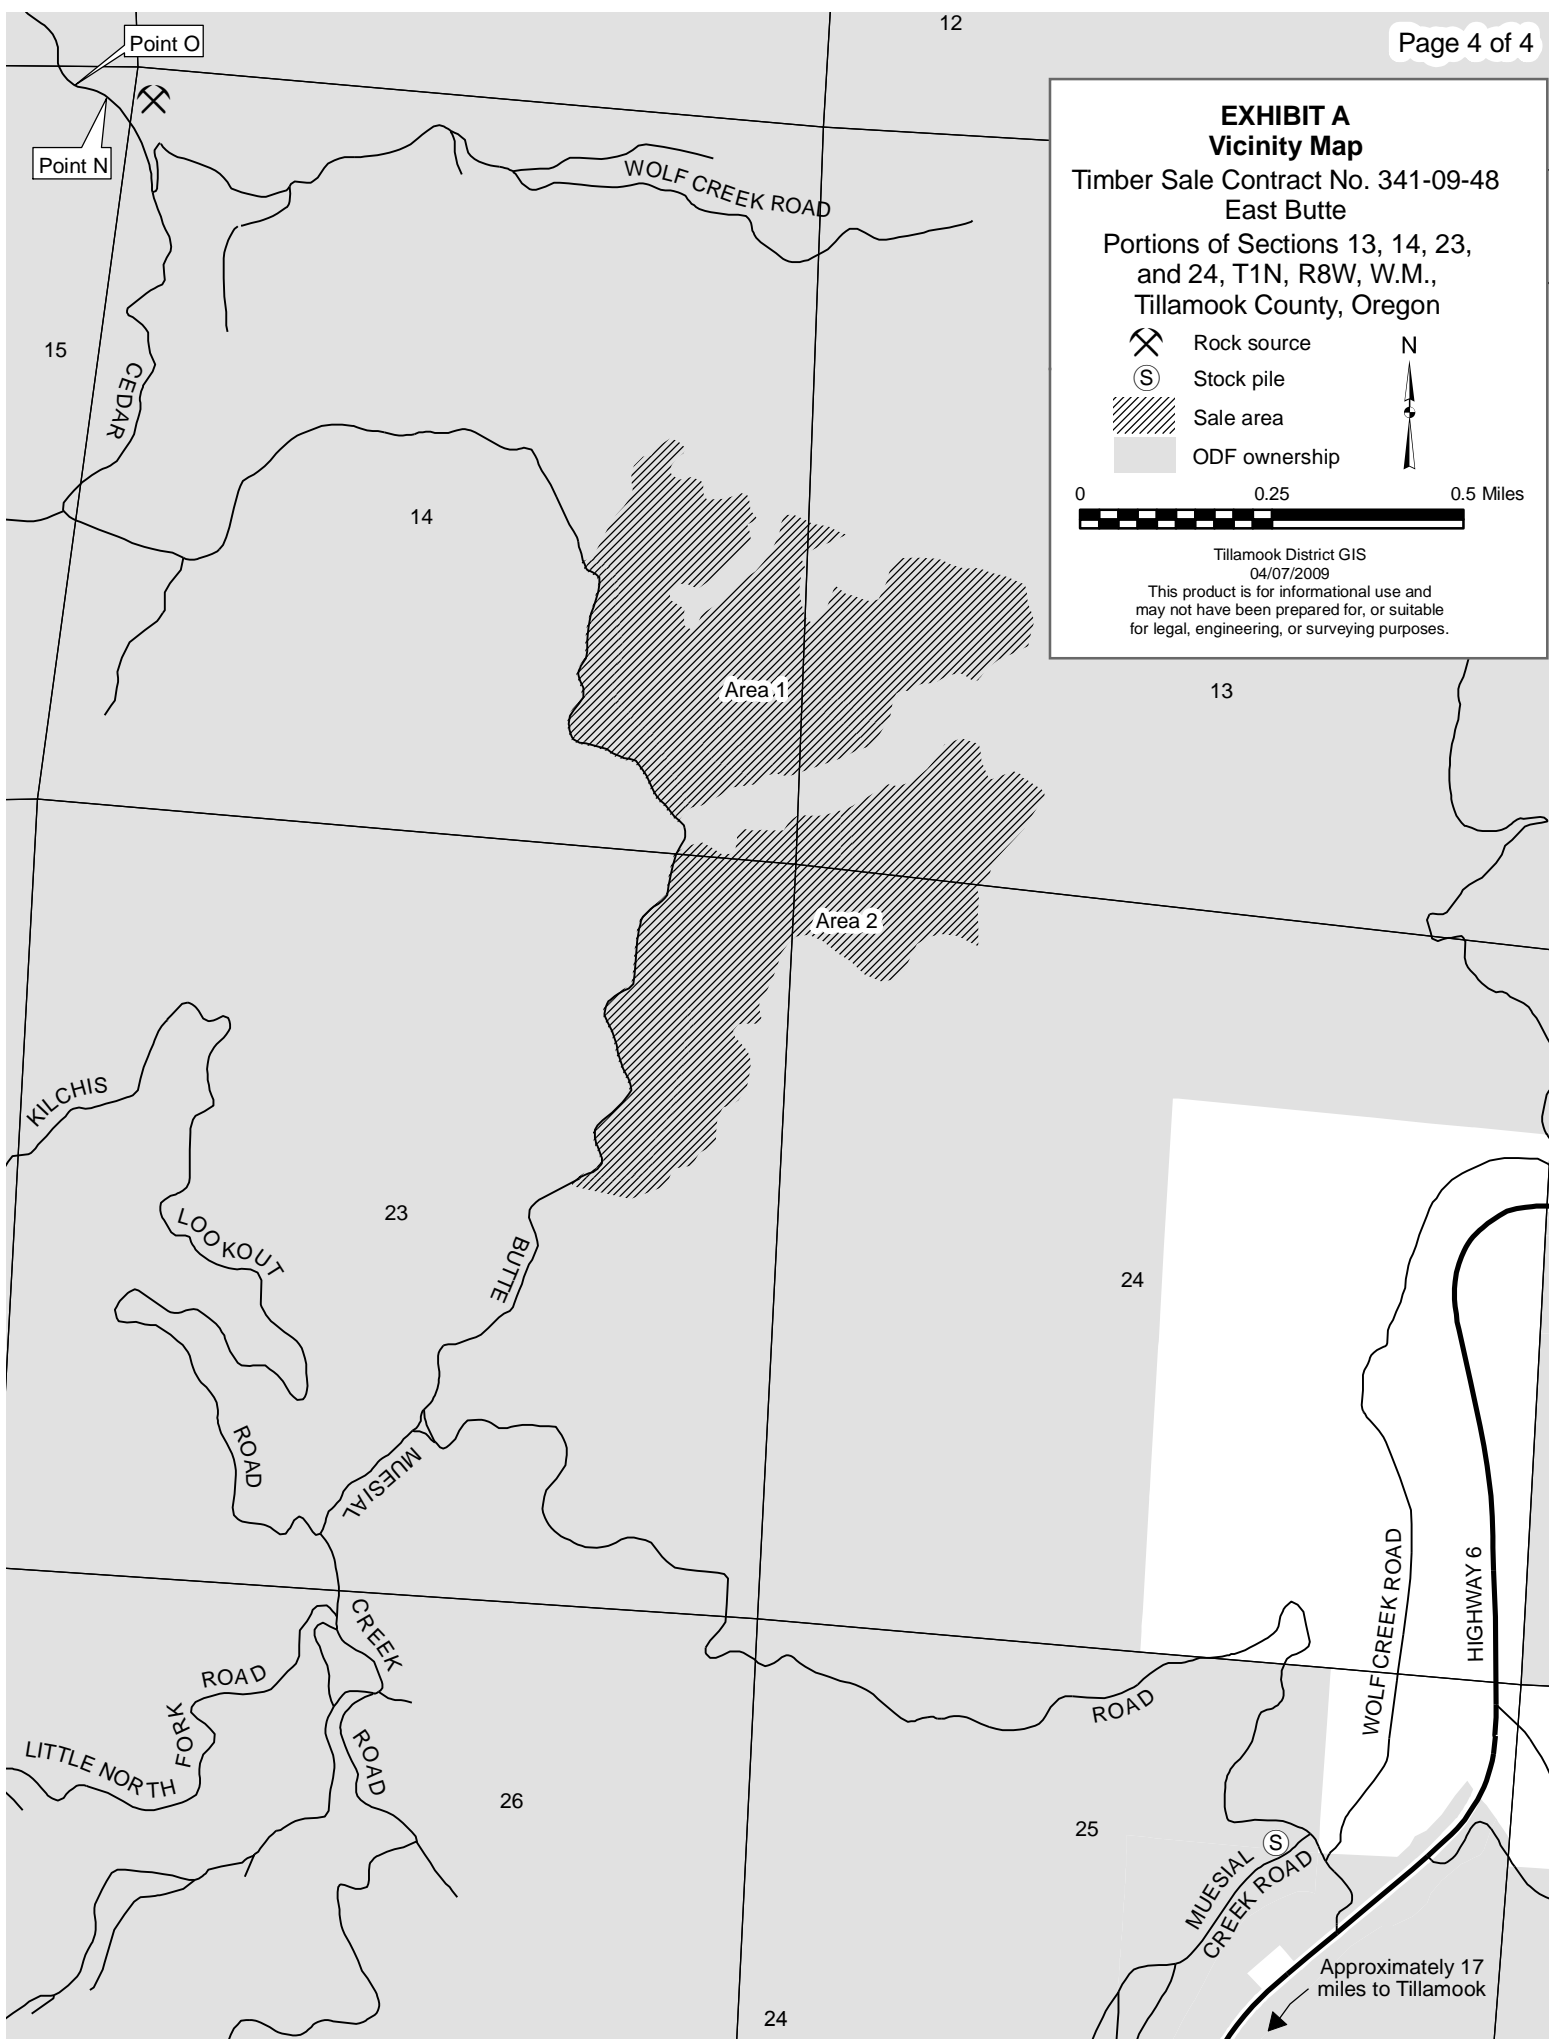 12
Page 4 of 4
Point O
Point N
EXHIBIT A
Vicinity Map
Timber Sale Contract No. 341-09-48
East Butte
Portions of Sections 13, 14, 23,
and 24, T1N, R8W, W.M.,
Tillamook County, Oregon
Rock source
N
S
Stock pile
Sale area
ODF ownership
0
0.25
0.5 Miles
Tillamook District GIS
04/07/2009
This product is for informational use and
may not have been prepared for, or suitable
for legal, engineering, or surveying purposes.
WOLF CREEK ROAD
15
CEDAR
14
Area 1
13
Area 2
KILCHIS
23
LOOKOUT
BUTTE
24
ROAD
MUESIAL
WOLF CREEK ROAD
HIGHWAY 6
CREEK
ROAD
FORK
LITTLE NORTH
ROAD
ROAD
26
25
S
MUESIAL
CREEK ROAD
Approximately 17
miles to Tillamook
24